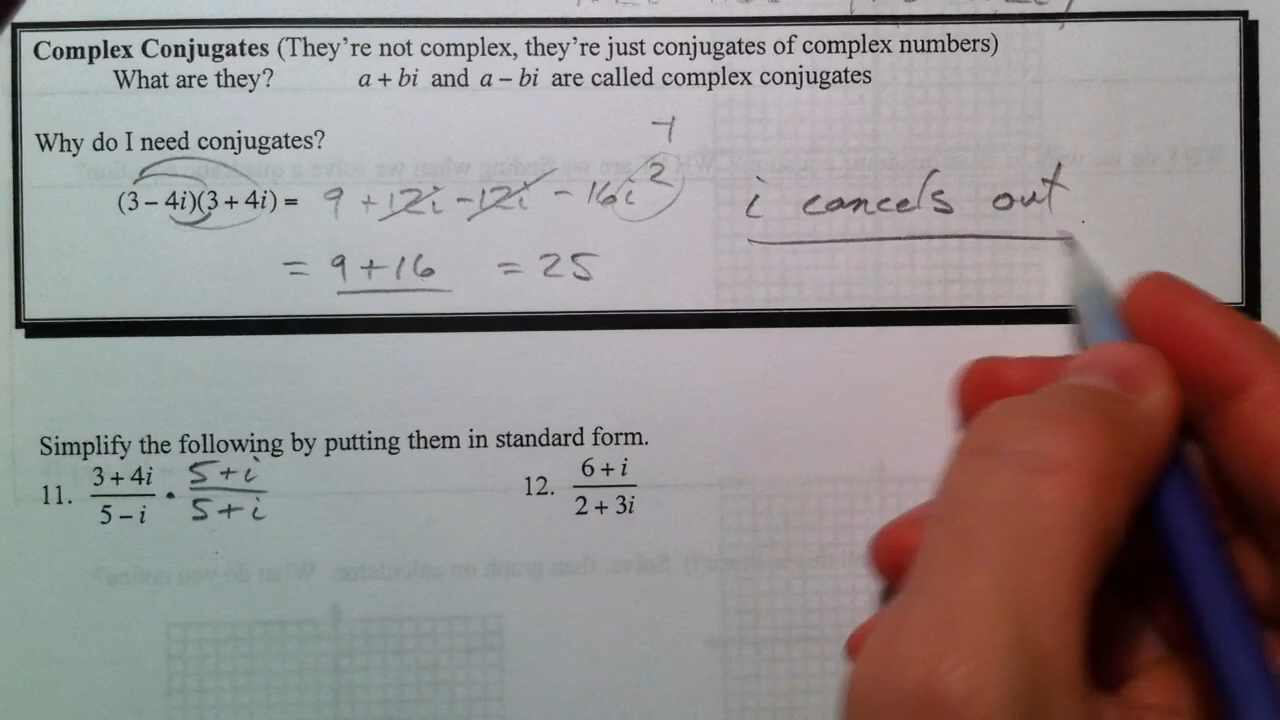 Complex Conjugates (They're not complex, they're just conjugates of complex numbers)
What are they? a + bi and a − bi are called complex conjugates
Why do I need conjugates?
-1
(3 − 4i)(3 + 4i) = 9 + 12i - 12i - 16i² i cancels out
= 9 + 16 = 25
Simplify the following by putting them in standard form.
11. 3 + 4i / 5 − i • 5 + i / 5 + i
12. 6 + i / 2 + 3i